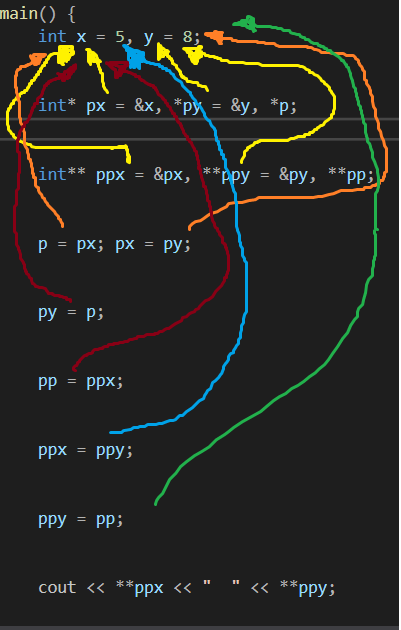 main() {
int x = 5, y = 8;
int* px = &x, *py = &y, *p;
int** ppx = &px, **ppy = &py, **pp;
p = px; px = py;
py = p;
pp = ppx;
ppx = ppy;
ppy = pp;
cout << **ppx << "  " << **ppy;